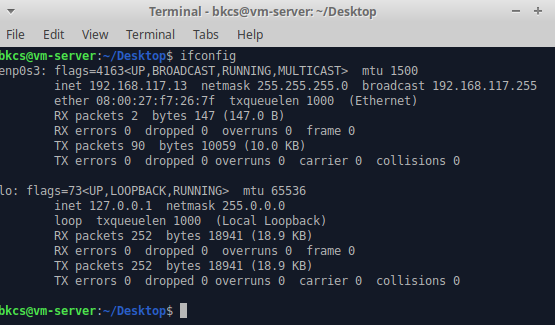 Terminal - bkcs@vm-server: ~/Desktop
File Edit View Terminal Tabs Help
bkcs@vm-server:~/Desktop$ ifconfig
enp0s3: flags=4163<UP,BROADCAST,RUNNING,MULTICAST>  mtu 1500
        inet 192.168.117.13  netmask 255.255.255.0  broadcast 192.168.117.255
        ether 08:00:27:f7:26:7f  txqueuelen 1000  (Ethernet)
        RX packets 2  bytes 147 (147.0 B)
        RX errors 0  dropped 0  overruns 0  frame 0
        TX packets 90  bytes 10059 (10.0 KB)
        TX errors 0  dropped 0 overruns 0  carrier 0  collisions 0
lo: flags=73<UP,LOOPBACK,RUNNING>  mtu 65536
        inet 127.0.0.1  netmask 255.0.0.0
        loop  txqueuelen 1000  (Local Loopback)
        RX packets 252  bytes 18941 (18.9 KB)
        RX errors 0  dropped 0  overruns 0  frame 0
        TX packets 252  bytes 18941 (18.9 KB)
        TX errors 0  dropped 0 overruns 0  carrier 0  collisions 0
bkcs@vm-server:~/Desktop$